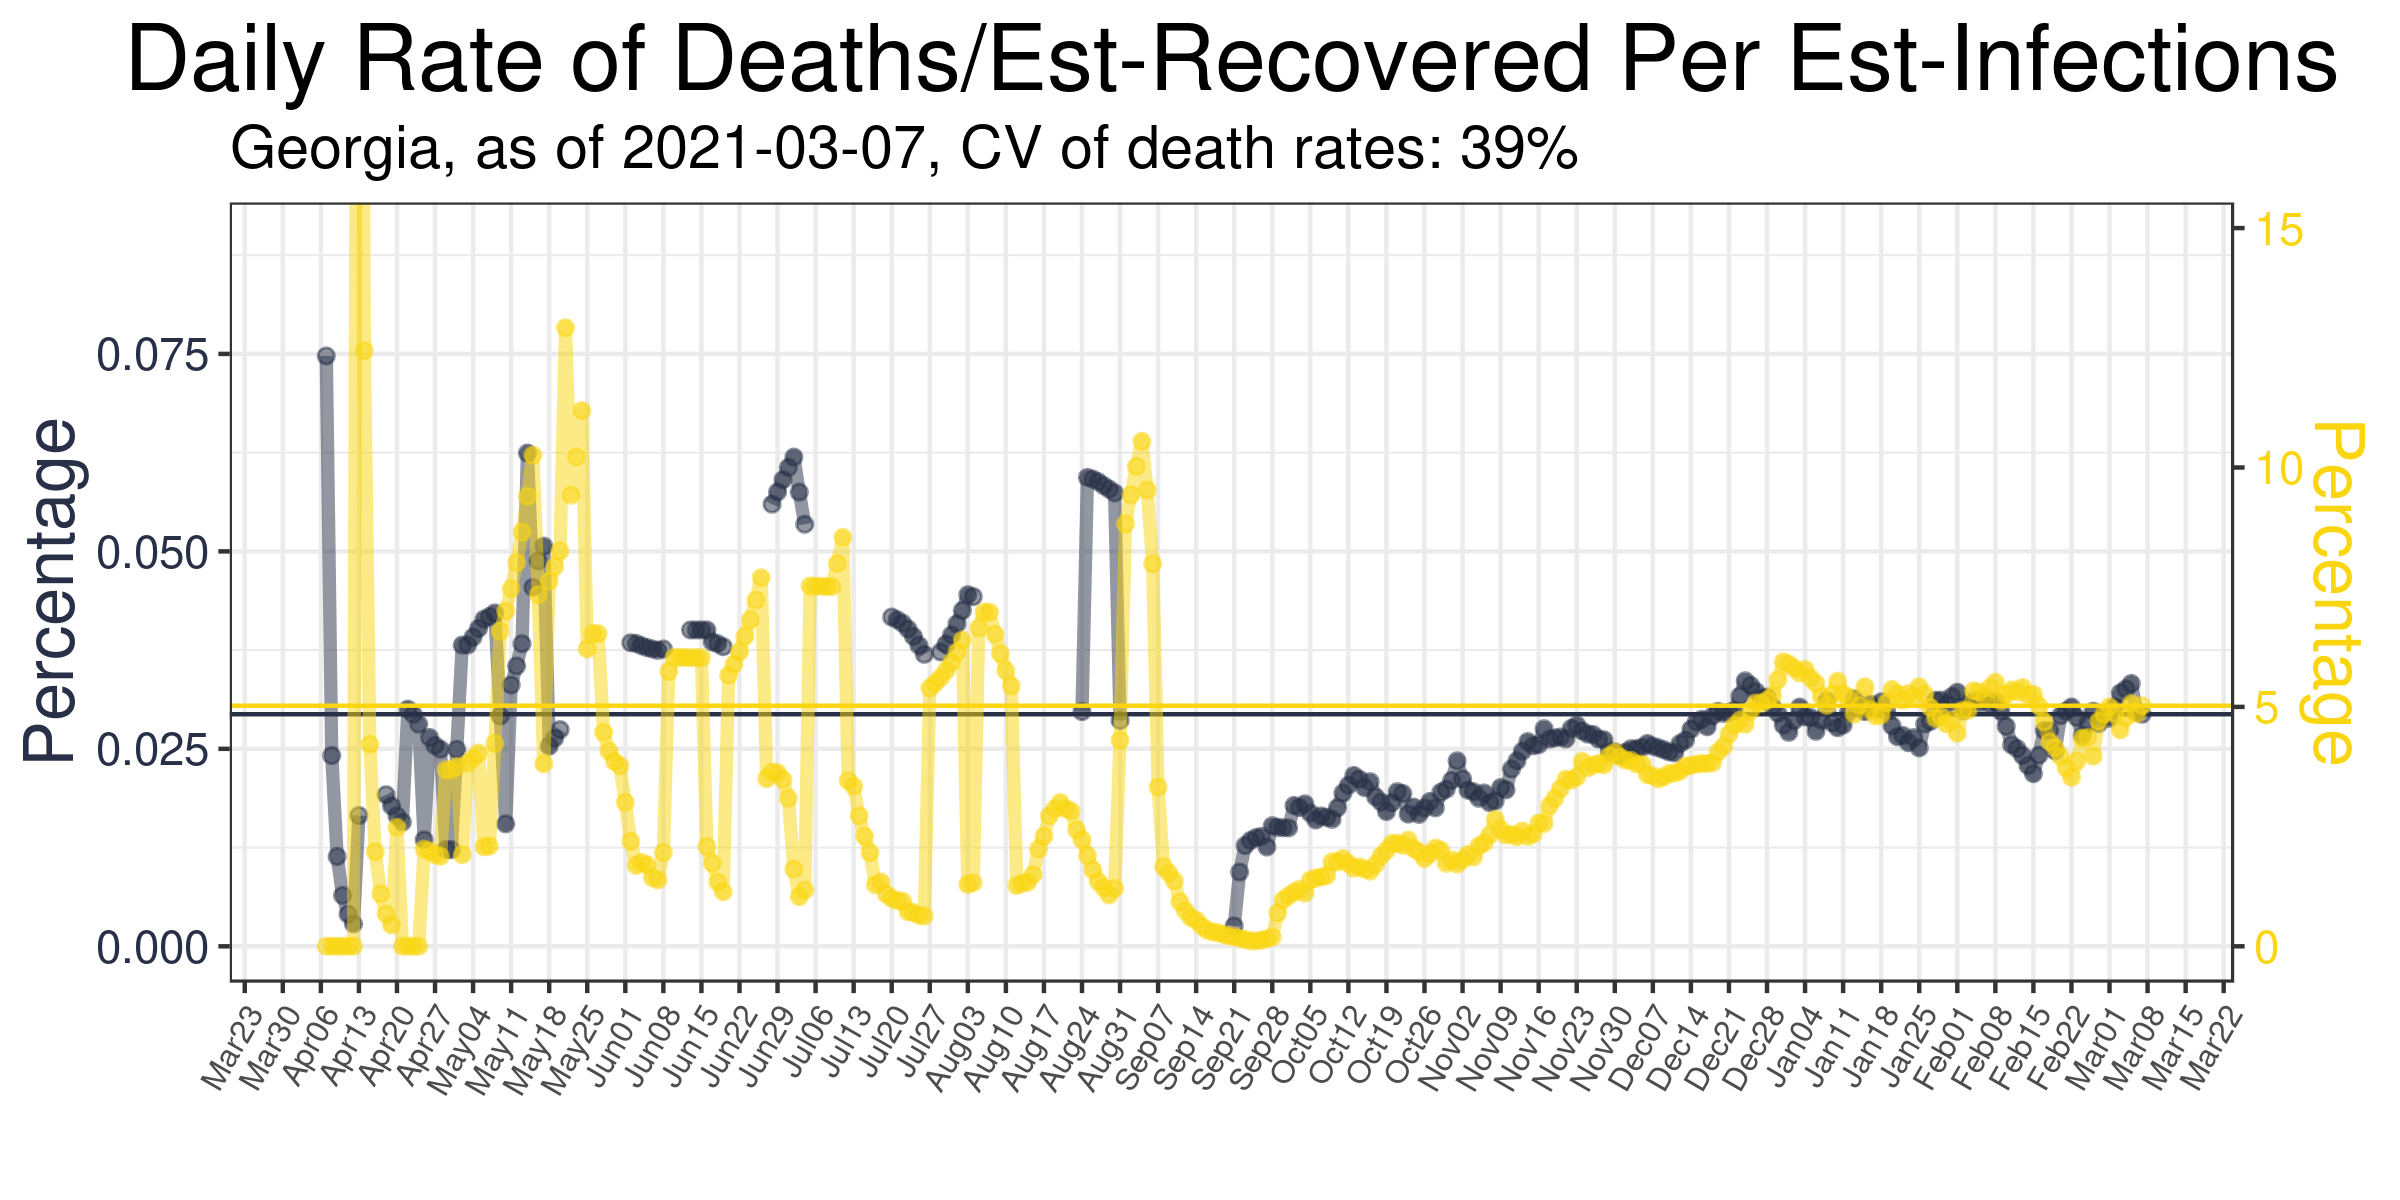 Daily Rate of Deaths/Est-Recovered Per Est-Infections
Georgia, as of 2021-03-07, CV of death rates: 39%
Percentage
0.075
0.050
0.025
0.000
15
10
5
0
Percentage
Mar23
Mar30
Apr06
Apr13
Apr20
Apr27
May04
May11
May18
May25
Jun01
Jun08
Jun15
Jun22
Jun29
Jul06
Jul13
Jul20
Jul27
Aug03
Aug10
Aug17
Aug24
Aug31
Sep07
Sep14
Sep21
Sep28
Oct05
Oct12
Oct19
Oct26
Nov02
Nov09
Nov16
Nov23
Nov30
Dec07
Dec14
Dec21
Dec28
Dec04
Jan11
Jan18
Jan25
Feb01
Feb08
Feb15
Feb22
Mar01
Mar08
Mar15
Mar22